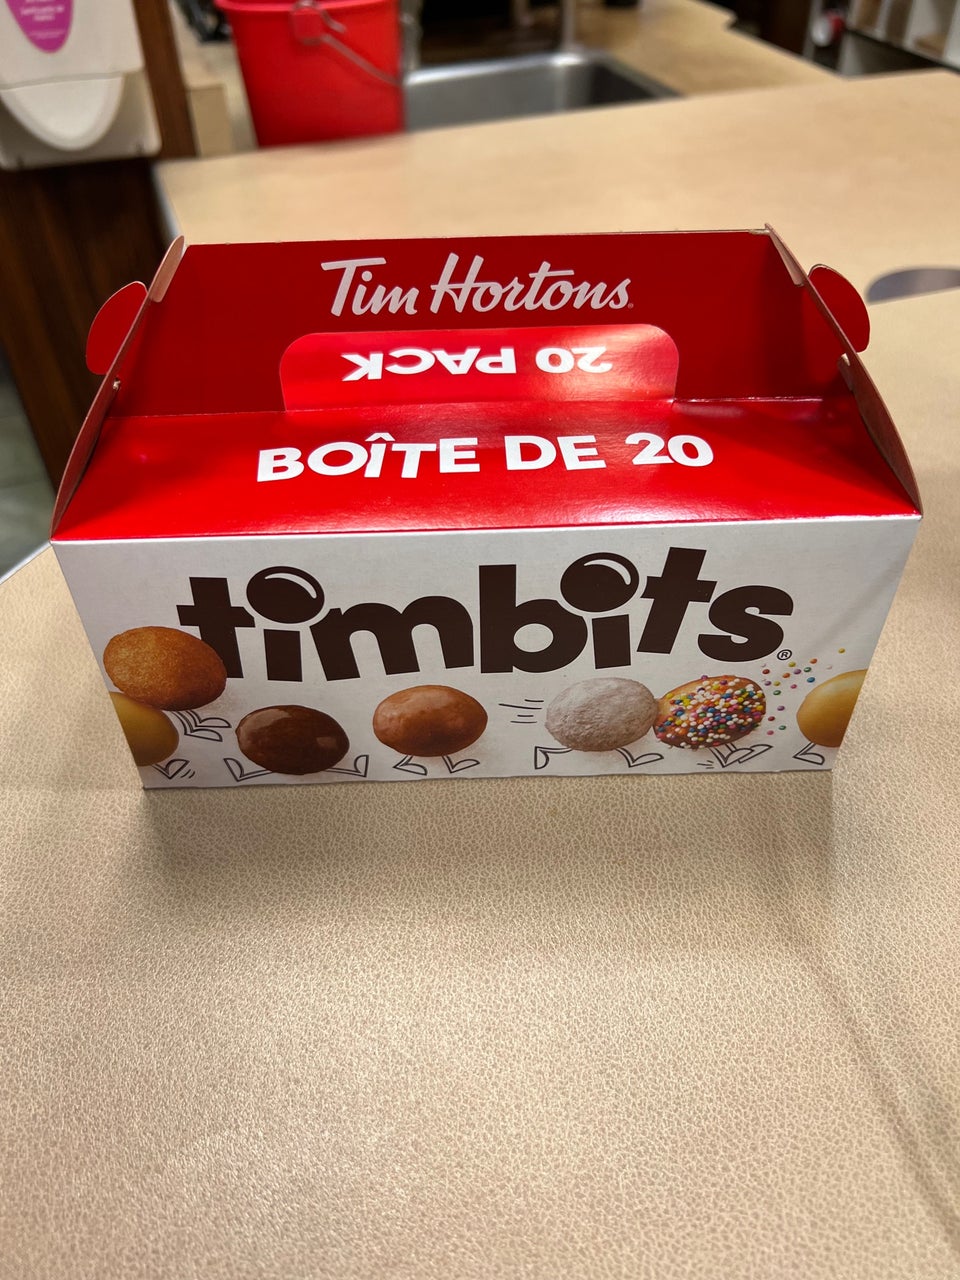 Tim Hortons
20 PACK
BOÎTE DE 20
timbits®